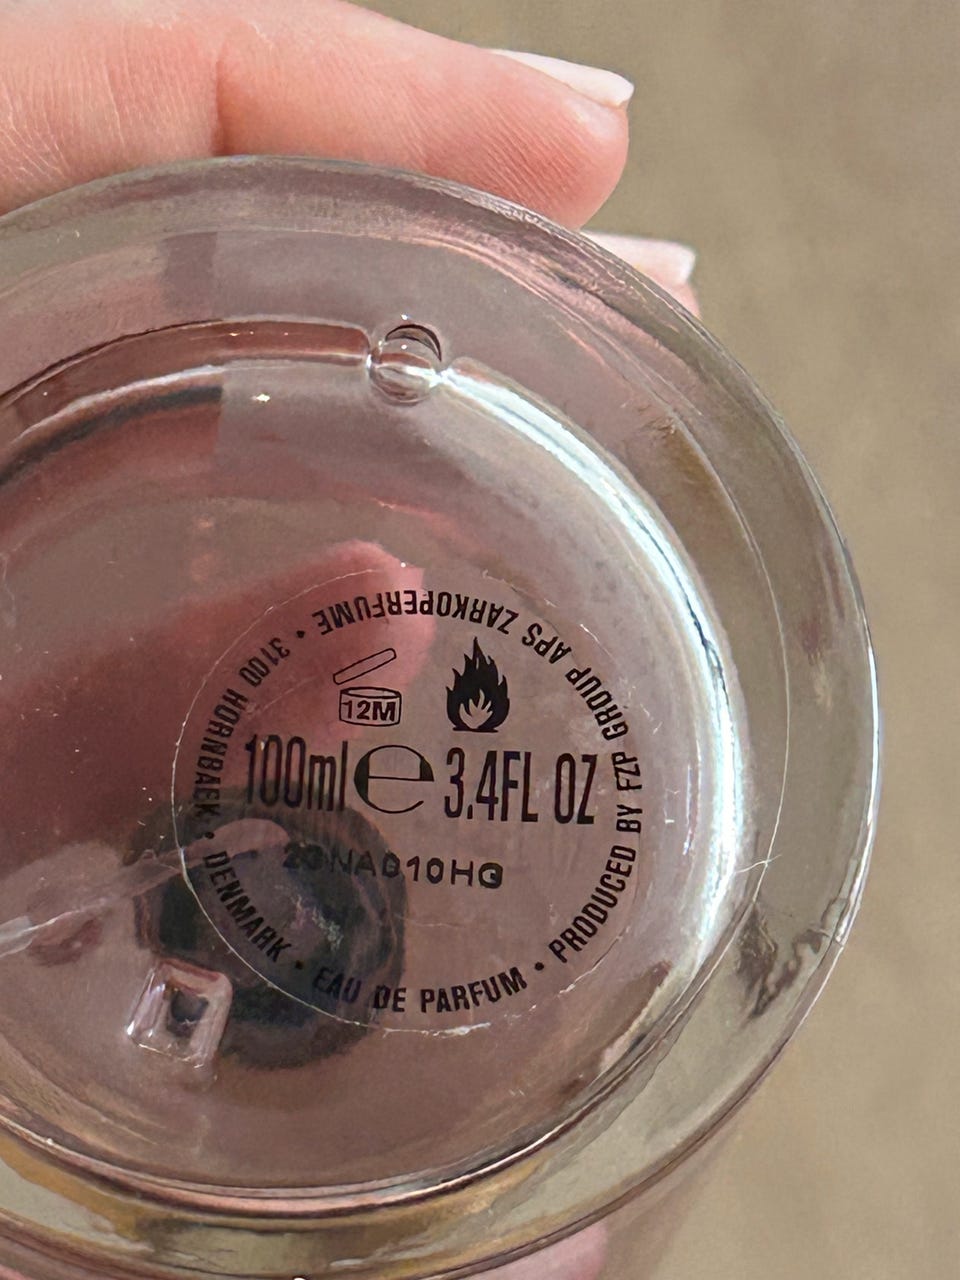 PRODUCED BY FZP GROUP APS ZARKOPERFUME • 3100 HORNBAEK • DENMARK • EAU DE PARFUM •
12M
100ml e 3.4FL OZ